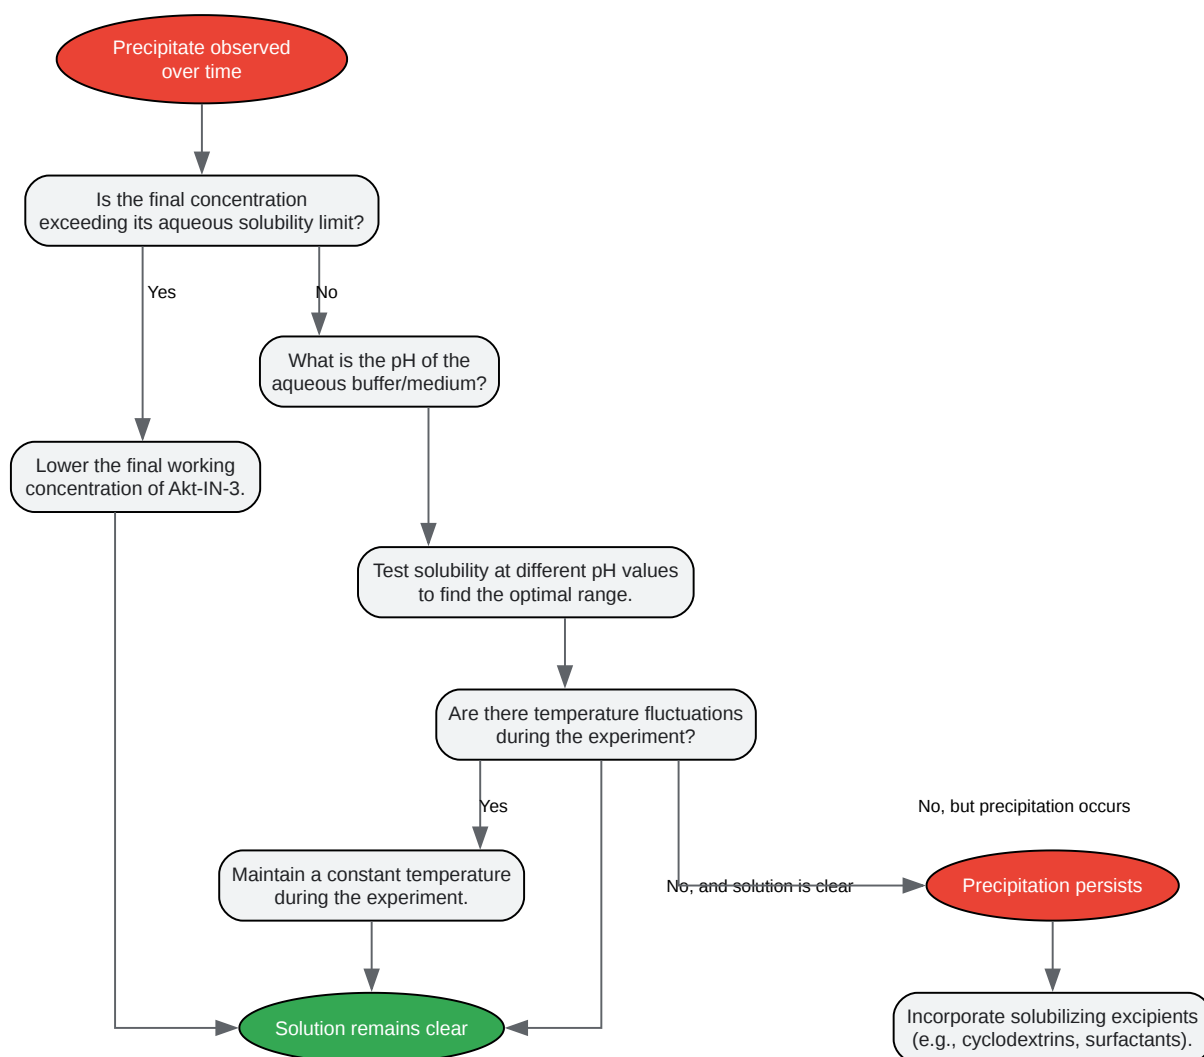 Precipitate observed
over time
Is the final concentration
exceeding its aqueous solubility limit?
Yes
No
What is the pH of the
aqueous buffer/medium?
Lower the final working
concentration of Akt-IN-3.
Test solubility at different pH values
to find the optimal range.
Are there temperature fluctuations
during the experiment?
Yes
No, but precipitation occurs
Maintain a constant temperature
during the experiment.
No, and solution is clear
Precipitation persists
Solution remains clear
Incorporate solubilizing excipients
(e.g., cyclodextrins, surfactants).